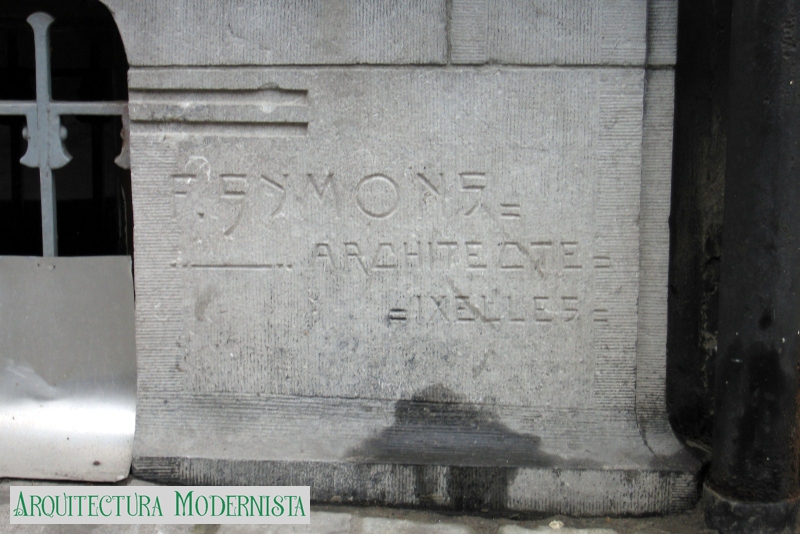 F. SYMONS=
ARCHITECTE=
=IXELLES=
ARQUITECTURA MODERNISTA